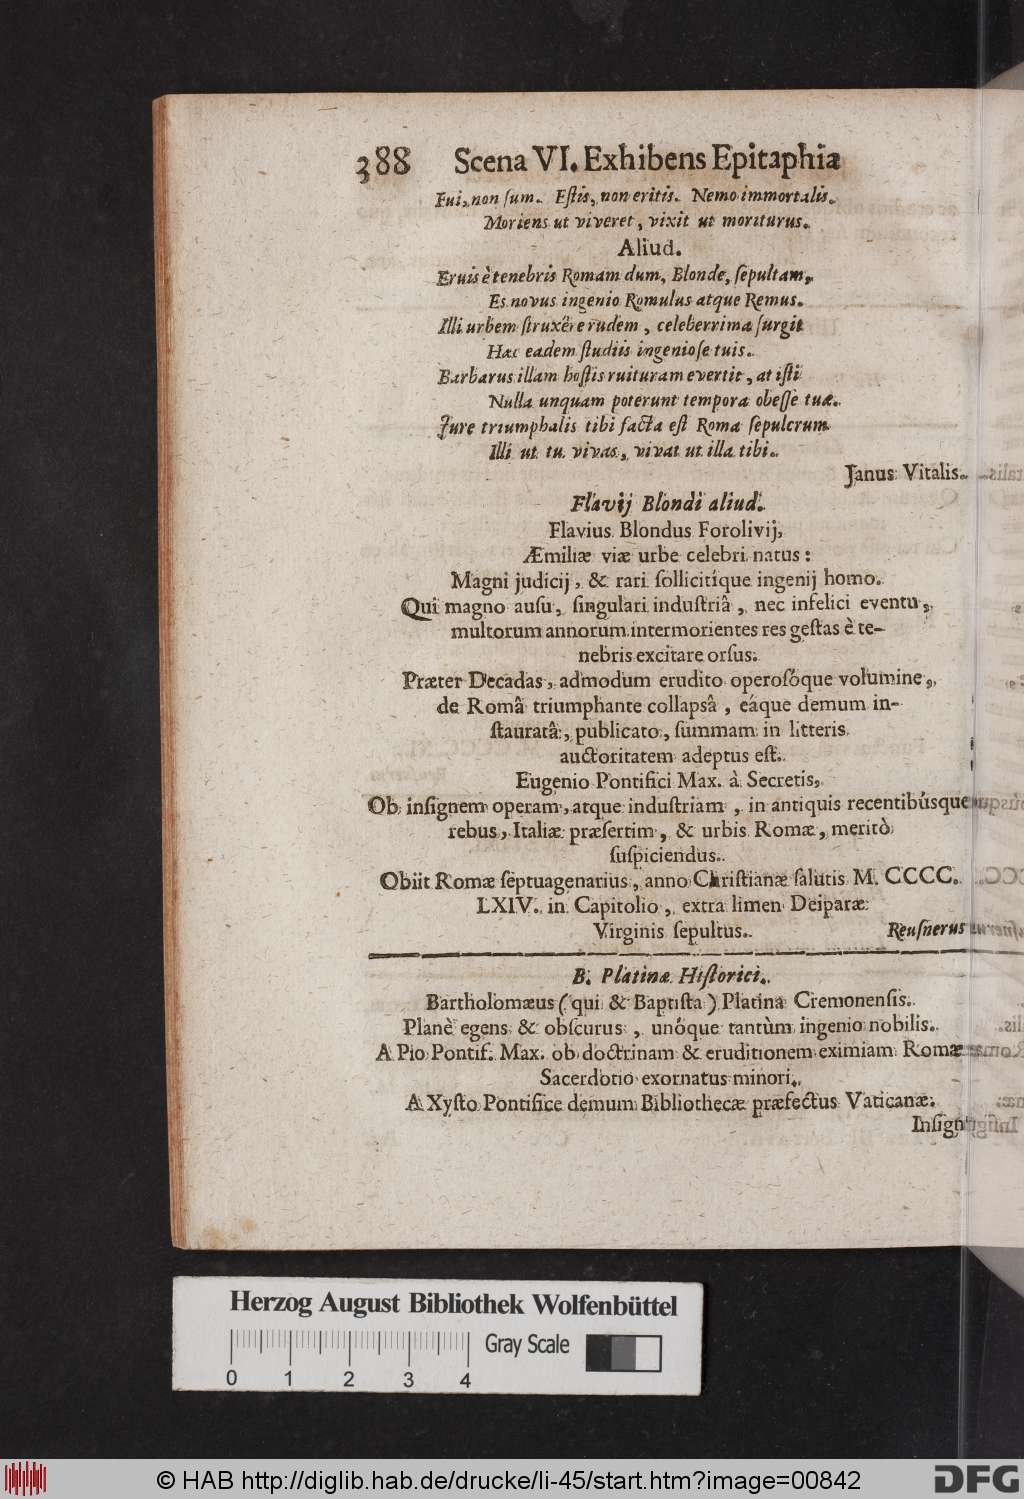 388 Scena VI. Exhibens Epitaphia
Fui, non sum. Estis, non eritis. Nemo immortalis.
Moriens ut viveret, vixit ut moriturus.
Aliud.
Eruis è tenebris Romam dum, Blonde, sepultam,
Es novus ingenio Romulus atque Remus.
Illi urbem struxêre rudem, celeberrima surgit
Hæc eadem studiis ingeniose tuis.
Barbarus illam hostis ruituram evertit, at isti
Nulla unquam poterunt tempora obesse tuæ.
Jure triumphalis tibi facta est Roma sepulcrum
Illi ut tu vivas, vivat ut illa tibi.
Janus Vitalis.
Flavij Blondi aliud.
Flavius Blondus Forolivij,
Æmiliæ viæ urbe celebri natus:
Magni judicij, & rari sollicitíque ingenij homo.
Qui magno ausu, singulari industriâ, nec infelici eventu,
multorum annorum intermorientes res gestas è te-
nebris excitare orsus.
Præter Decadas, admodum erudito operosóque volumine,
de Româ triumphante collapsâ, eáque demum in-
stauratâ, publicato, summam in litteris
auctoritatem adeptus est.
Eugenio Pontifici Max. à Secretis,
Ob insignem operam, atque industriam, in antiquis recentibúsque
rebus, Italiæ præsertim, & urbis Romæ, meritò
suspiciendus.
Obiit Romæ septuagenarius, anno Christianæ salutis M. CCCC.
LXIV. in Capitolio, extra limen Deiparæ
Virginis sepultus.
Reusnerus
B. Platinæ Historici.
Bartholomæus (qui & Baptista) Platina Cremonensis.
Planè egens & obscurus, unóque tantùm ingenio nobilis.
A Pio Pontif. Max. ob doctrinam & eruditionem eximiam Romæ
Sacerdotio exornatus minori.
A Xysto Pontifice demum Bibliothecæ præfectus Vaticanæ.
Insign
Herzog August Bibliothek Wolfenbüttel
Gray Scale
0 1 2 3 4
© HAB http://diglib.hab.de/drucke/li-45/start.htm?image=00842
DFG